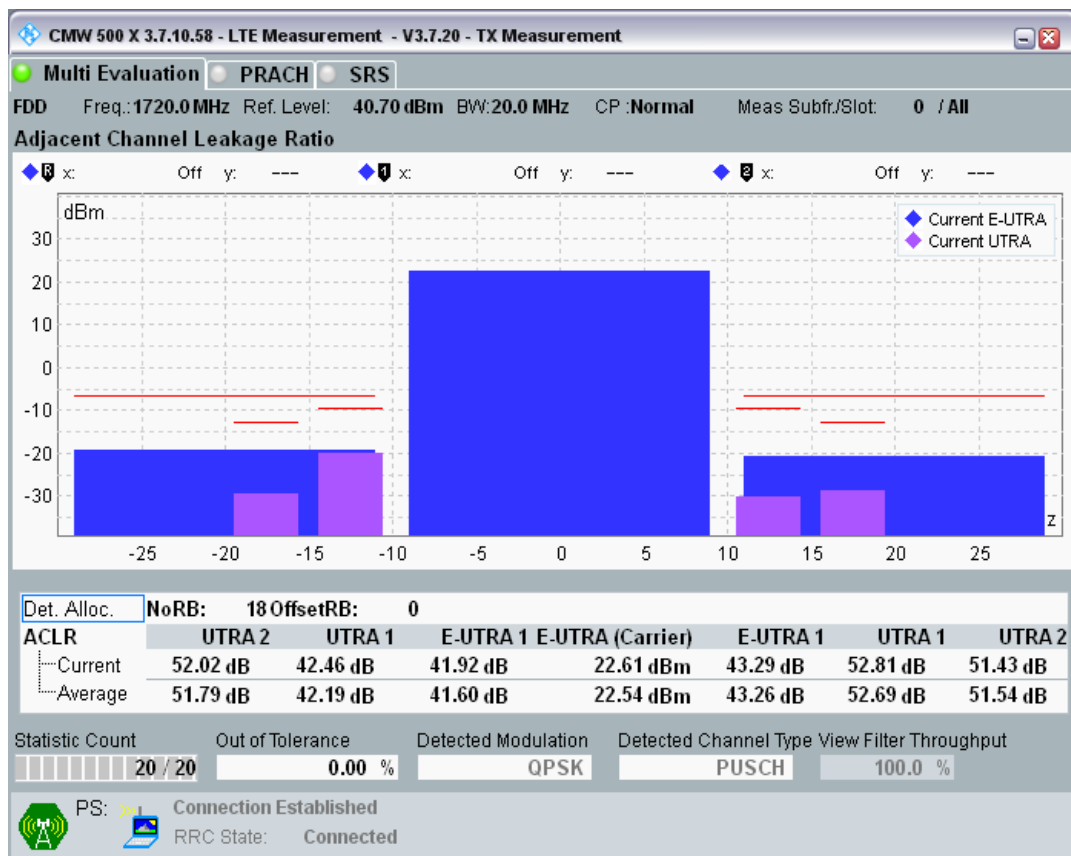 CMW 500 X 3.7.10.58 - LTE Measurement - V3.7.20 - TX Measurement
Multi Evaluation PRACH SRS
FDD Freq.:1720.0 MHz Ref. Level: 40.70 dBm BW:20.0 MHz CP :Normal Meas Subfr./Slot: 0 / All
Adjacent Channel Leakage Ratio
R x: Off y: --- 1 x: Off y: --- 2 x: Off y: ---
dBm
Current E-UTRA
Current UTRA
30
20
10
0
-10
-20
-30
z
-25 -20 -15 -10 -5 0 5 10 15 20 25
Det. Alloc. NoRB: 18 OffsetRB: 0
ACLR UTRA 2 UTRA 1 E-UTRA 1 E-UTRA (Carrier) E-UTRA 1 UTRA 1 UTRA 2
Current 52.02 dB 42.46 dB 41.92 dB 22.61 dBm 43.29 dB 52.81 dB 51.43 dB
Average 51.79 dB 42.19 dB 41.60 dB 22.54 dBm 43.26 dB 52.69 dB 51.54 dB
Statistic Count Out of Tolerance Detected Modulation Detected Channel Type View Filter Throughput
20 / 20 0.00 % QPSK PUSCH 100.0 %
PS: Connection Established
RRC State: Connected